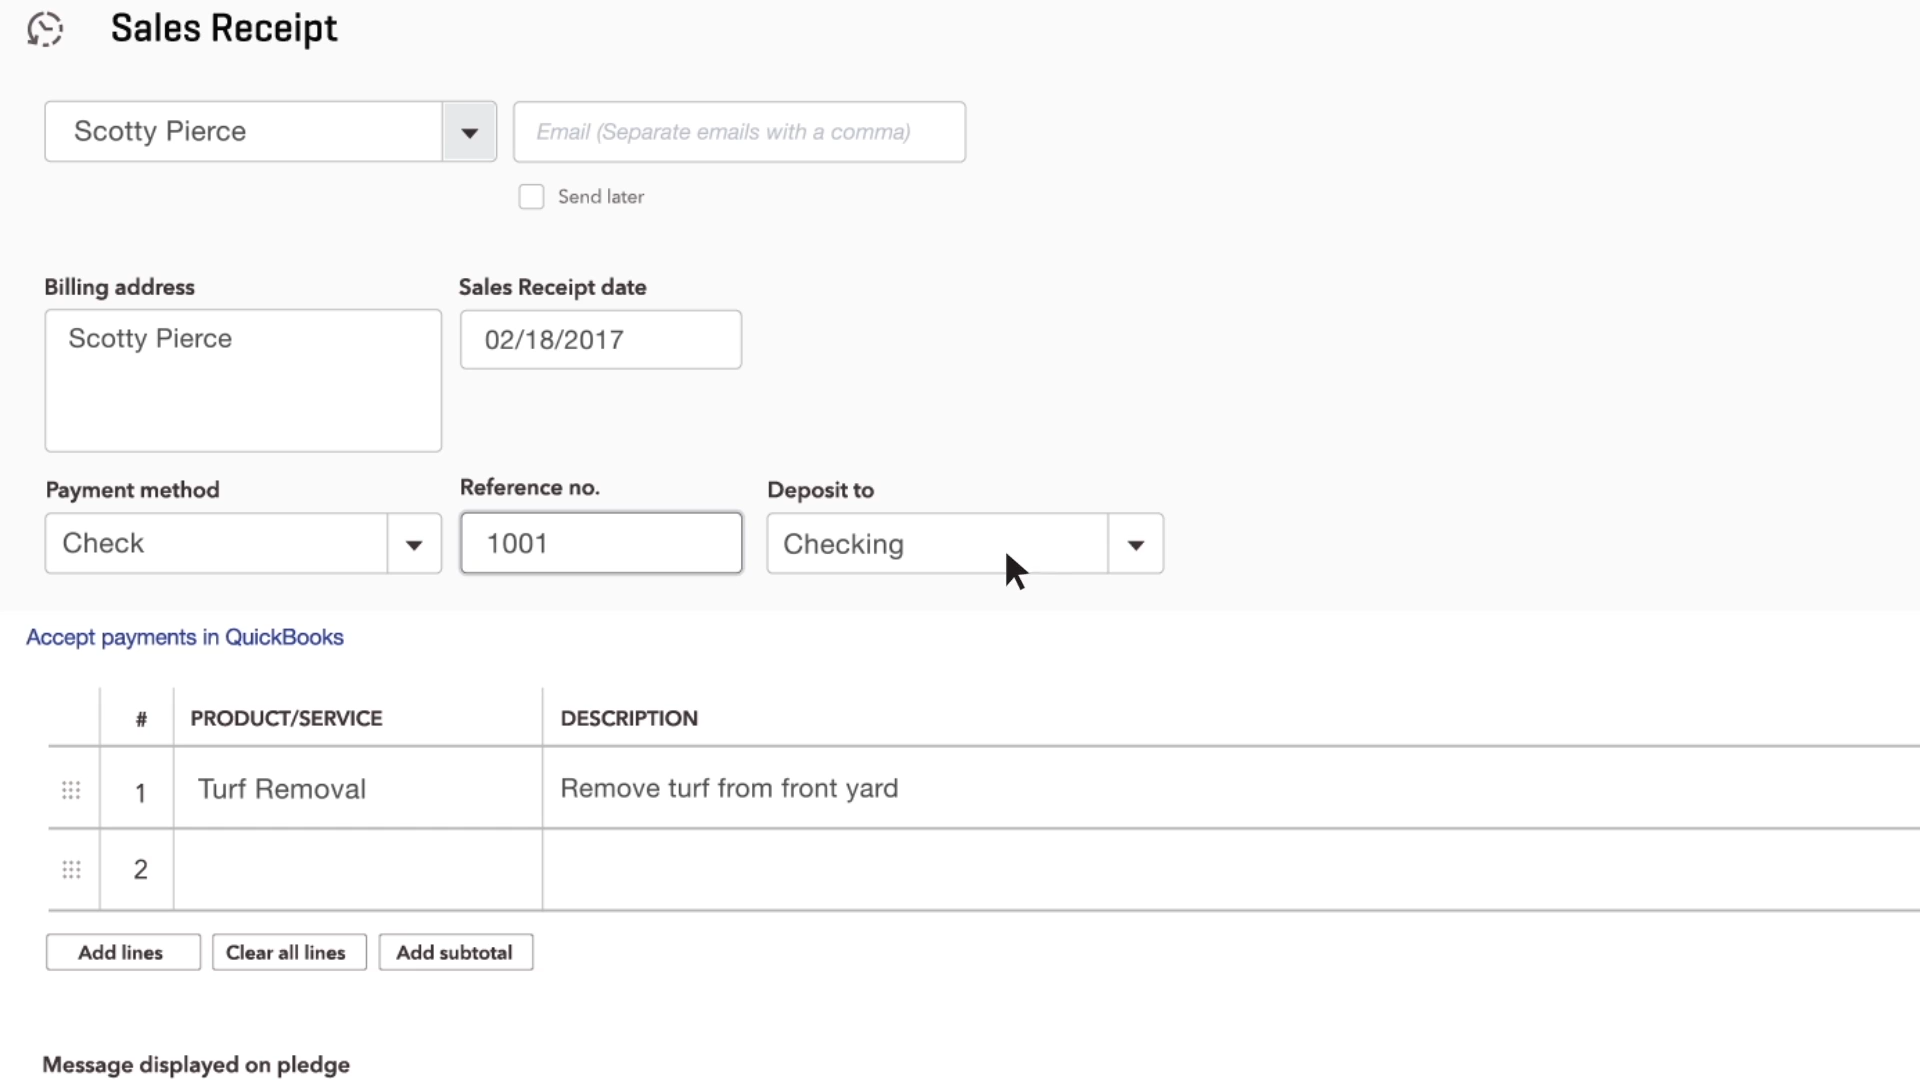 Sales Receipt
Scotty Pierce
Email (Separate emails with a comma)
Send later
Billing address
Sales Receipt date
Scotty Pierce
02/18/2017
Payment method
Reference no.
Deposit to
Check
1001
Checking
Accept payments in QuickBooks
# PRODUCT/SERVICE DESCRIPTION
1 Turf Removal Remove turf from front yard
2
Add lines
Clear all lines
Add subtotal
Message displayed on pledge